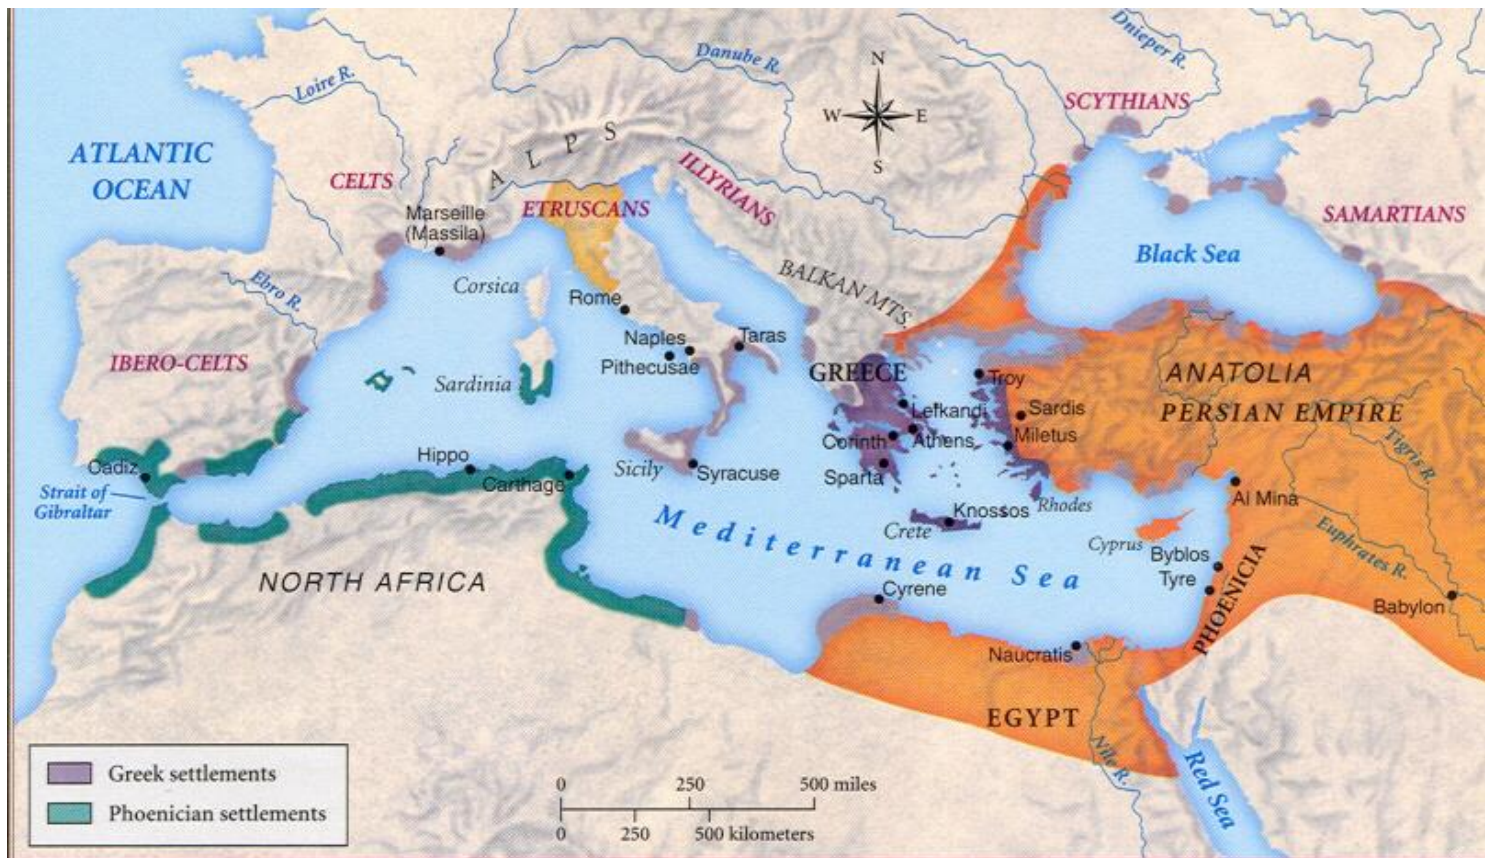 Dnieper R.
Danube R.
N
W
E
S
Loire R.
SCYTHIANS
ATLANTIC
OCEAN
ALPS
CELTS
ILLYRIANS
ETRUSCANS
SAMARTIANS
Marseille
(Massila)
Black Sea
Corsica
BALKAN MTS.
Ebro R.
Rome
Naples
Taras
Pithecusae
IBERO-CELTS
Sardinia
GREECE
Troy
ANATOLIA
PERSIAN EMPIRE
Lefkandi
Sardis
Corinth
Athens
Miletus
Tigris R.
Cadiz
Hippo
Carthage
Sicily
Syracuse
Sparta
Strait of
Gibraltar
Knossos
Rhodes
Al Mina
Crete
Mediterranean Sea
Cyprus
Byblos
Tyre
Euphrates R.
NORTH AFRICA
Cyrene
PHOENICIA
Babylon
Naucratis
EGYPT
Nile R.
Red Sea
Greek settlements
Phoenician settlements
0 250 500 miles
0 250 500 kilometers